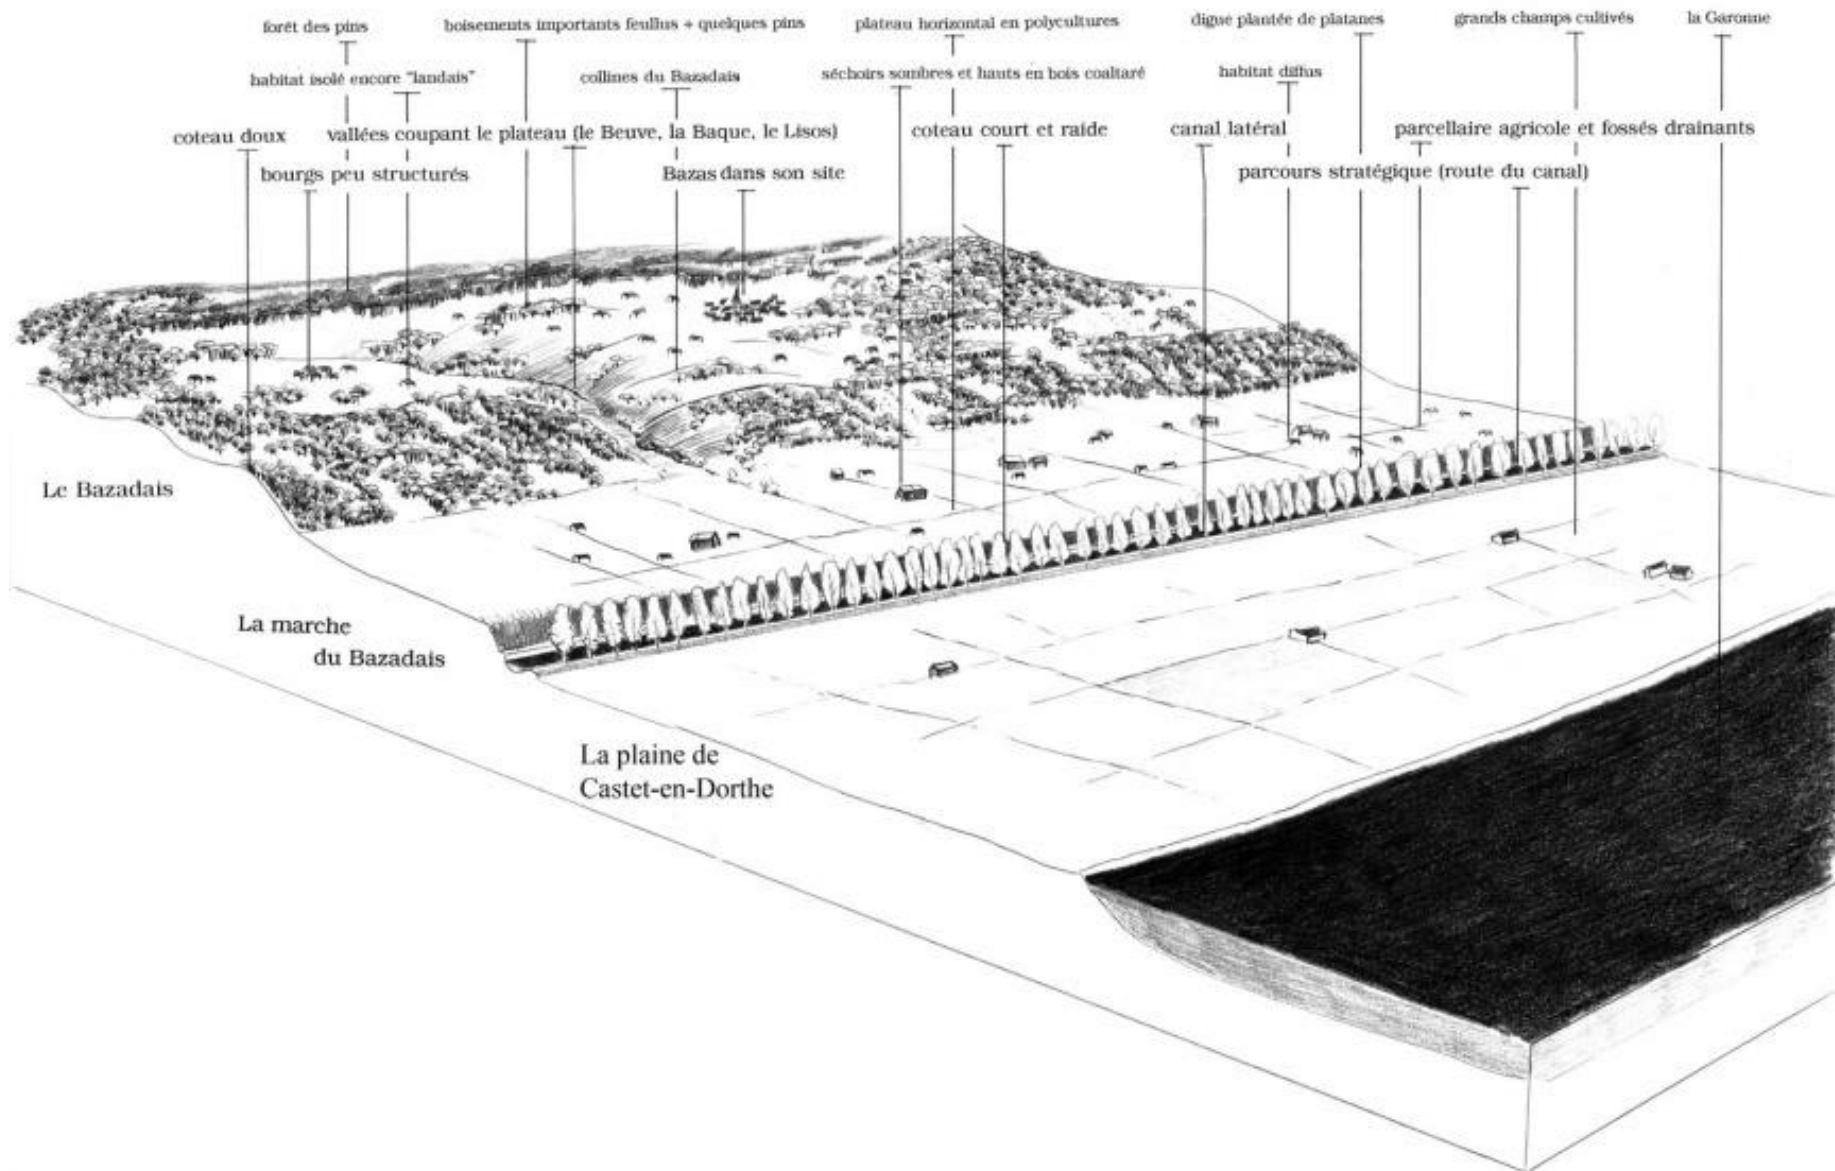 forêt des pins
boisements importants feuillus + quelques pins
plateau horizontal en polycultures
digue plantée de platanes
grands champs cultivés
la Garonne
habitat isolé encore "landais"
collines du Bazadais
séchoirs sombres et hauts en bois coaltaré
habitat diffus
coteau doux
vallées coupant le plateau (le Beuve, la Baque, le Lisos)
coteau court et raide
canal latéral
parcellaire agricole et fossés drainants
bourgs peu structurés
Bazas dans son site
parcours stratégique (route du canal)
Le Bazadais
La marche
du Bazadais
La plaine de
Castet-en-Dorthe